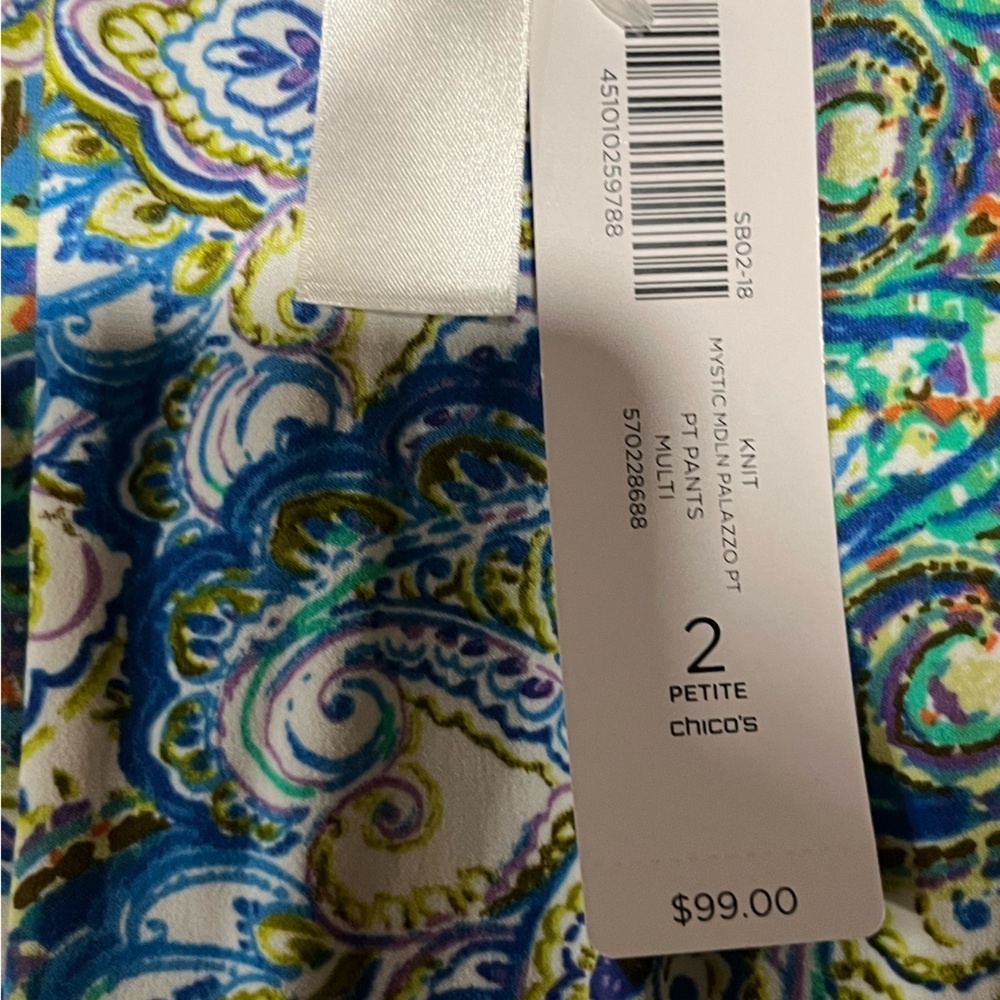 451010259788
SB02-18
KNIT
MYSTIC MDLN PALAZZO PT
PT PANTS
MULTI
570228688
2
PETITE
chico's
$99.00